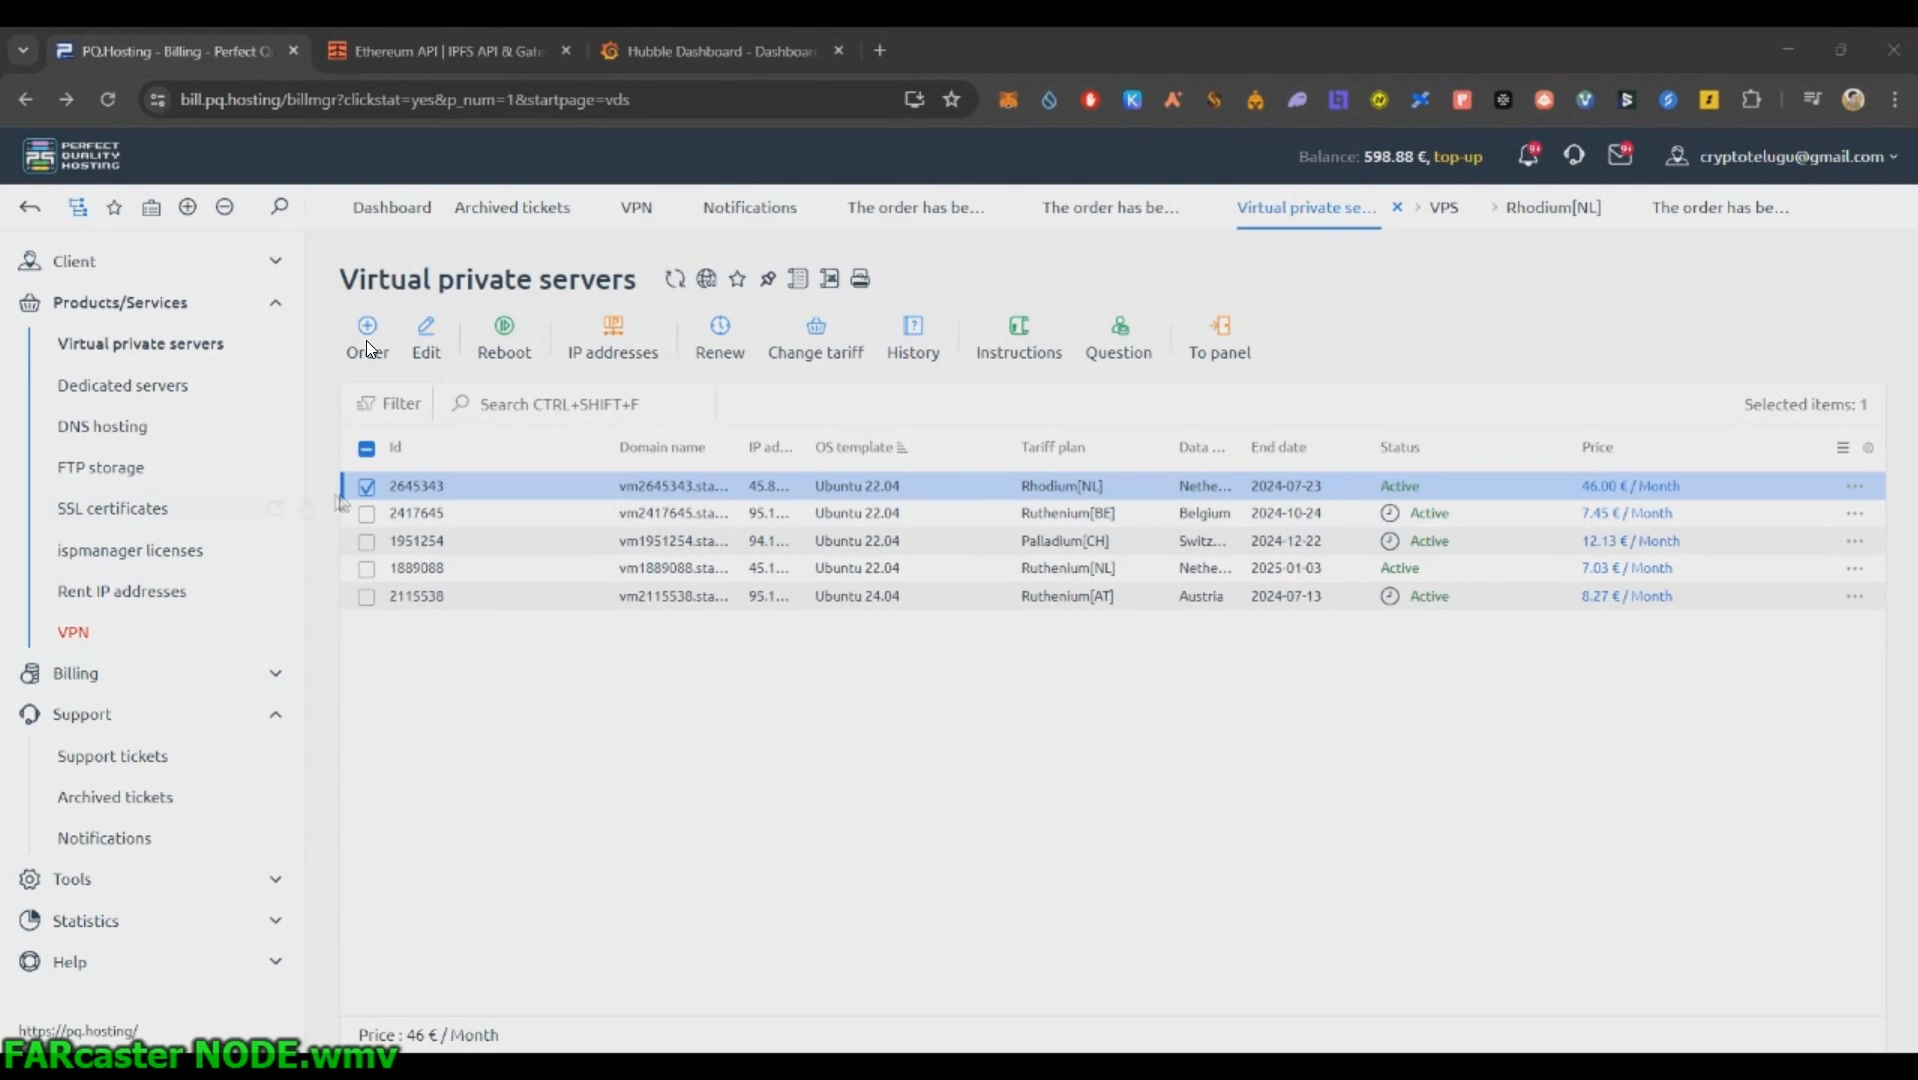 PQ.Hosting - Billing - Perfect Q
Ethereum API | IPFS API & Gate
Hubble Dashboard - Dashboar
bill.pq.hosting/billmgr?clickstat=yes&p_num=1&startpage=vds
PERFECT
QUALITY
HOSTING
Balance: 598.88 €, top-up
9+
9+
cryptotelugu@gmail.com
Dashboard
Archived tickets
VPN
Notifications
The order has be...
The order has be...
Virtual private se...
VPS
Rhodium[NL]
The order has be...
Client
Products/Services
Virtual private servers
Dedicated servers
DNS hosting
FTP storage
SSL certificates
ispmanager licenses
Rent IP addresses
VPN
Billing
Support
Support tickets
Archived tickets
Notifications
Tools
Statistics
Help
https://pq.hosting/
Virtual private servers
Order
Edit
Reboot
IP addresses
Renew
Change tariff
History
Instructions
Question
To panel
Filter
Search CTRL+SHIFT+F
Selected items: 1
Id Domain name IP ad... OS template Tariff plan Data ... End date Status Price
2645343 vm2645343.sta... 45.8... Ubuntu 22.04 Rhodium[NL] Nethe... 2024-07-23 Active 46.00 € / Month
2417645 vm2417645.sta... 95.1... Ubuntu 22.04 Ruthenium[BE] Belgium 2024-10-24 Active 7.45 € / Month
1951254 vm1951254.sta... 94.1... Ubuntu 22.04 Palladium[CH] Switz... 2024-12-22 Active 12.13 € / Month
1889088 vm1889088.sta... 45.1... Ubuntu 22.04 Ruthenium[NL] Nethe... 2025-01-03 Active 7.03 € / Month
2115538 vm2115538.sta... 95.1... Ubuntu 24.04 Ruthenium[AT] Austria 2024-07-13 Active 8.27 € / Month
Price : 46 € / Month
FARcaster NODE.wmv